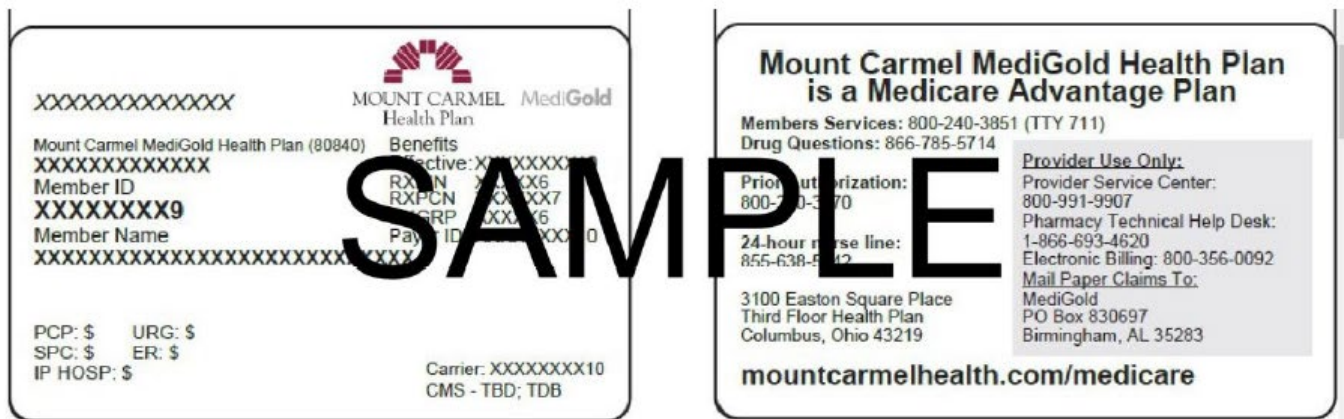 XXXXXXXXXXXXX
MOUNT CARMEL MediGold
Health Plan
Mount Carmel MediGold Health Plan (80840)
XXXXXXXXXXXXX
Member ID
XXXXXXXX9
Member Name
XXXXXXXXXXXXXXXXXXXXXXXXXXXX
Benefits
PCP: $ URG: $
SPC: $ ER: $
IP HOSP: $
Carrier: XXXXXXXX10
CMS - TBD; TDB
SAMPLE
Mount Carmel MediGold Health Plan
is a Medicare Advantage Plan
Members Services: 800-240-3851 (TTY 711)
Drug Questions: 866-785-5714
Prior
24-hour line:
3100 Easton Square Place
Third Floor Health Plan
Columbus, Ohio 43219
Provider Use Only:
Provider Service Center:
800-991-9907
Pharmacy Technical Help Desk:
1-866-693-4620
Electronic Billing: 800-356-0092
Mail Paper Claims To:
MediGold
PO Box 830697
Birmingham, AL 35283
mountcarmelhealth.com/medicare